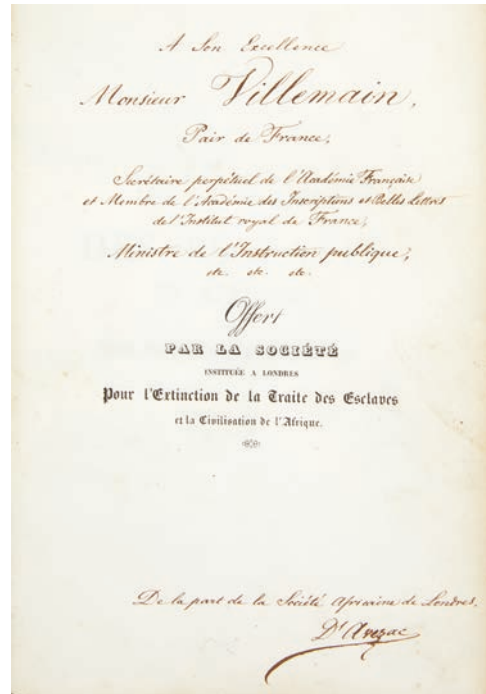 A Son Excellence
Monsieur Villemain,
Pair de France,
Secrétaire perpétuel de l'Académie Française
et Membre de l'Académie des Inscriptions et Belles Lettres
de l'Institut royal de France,
Ministre de l'Instruction publique,
etc. etc. etc.
Offert
PAR LA SOCIÉTÉ
INSTITUÉE A LONDRES
Pour l'Extinction de la Traite des Esclaves
et la Civilisation de l'Afrique.
De la part de la Société Africaine de Londres,
D'Avezac